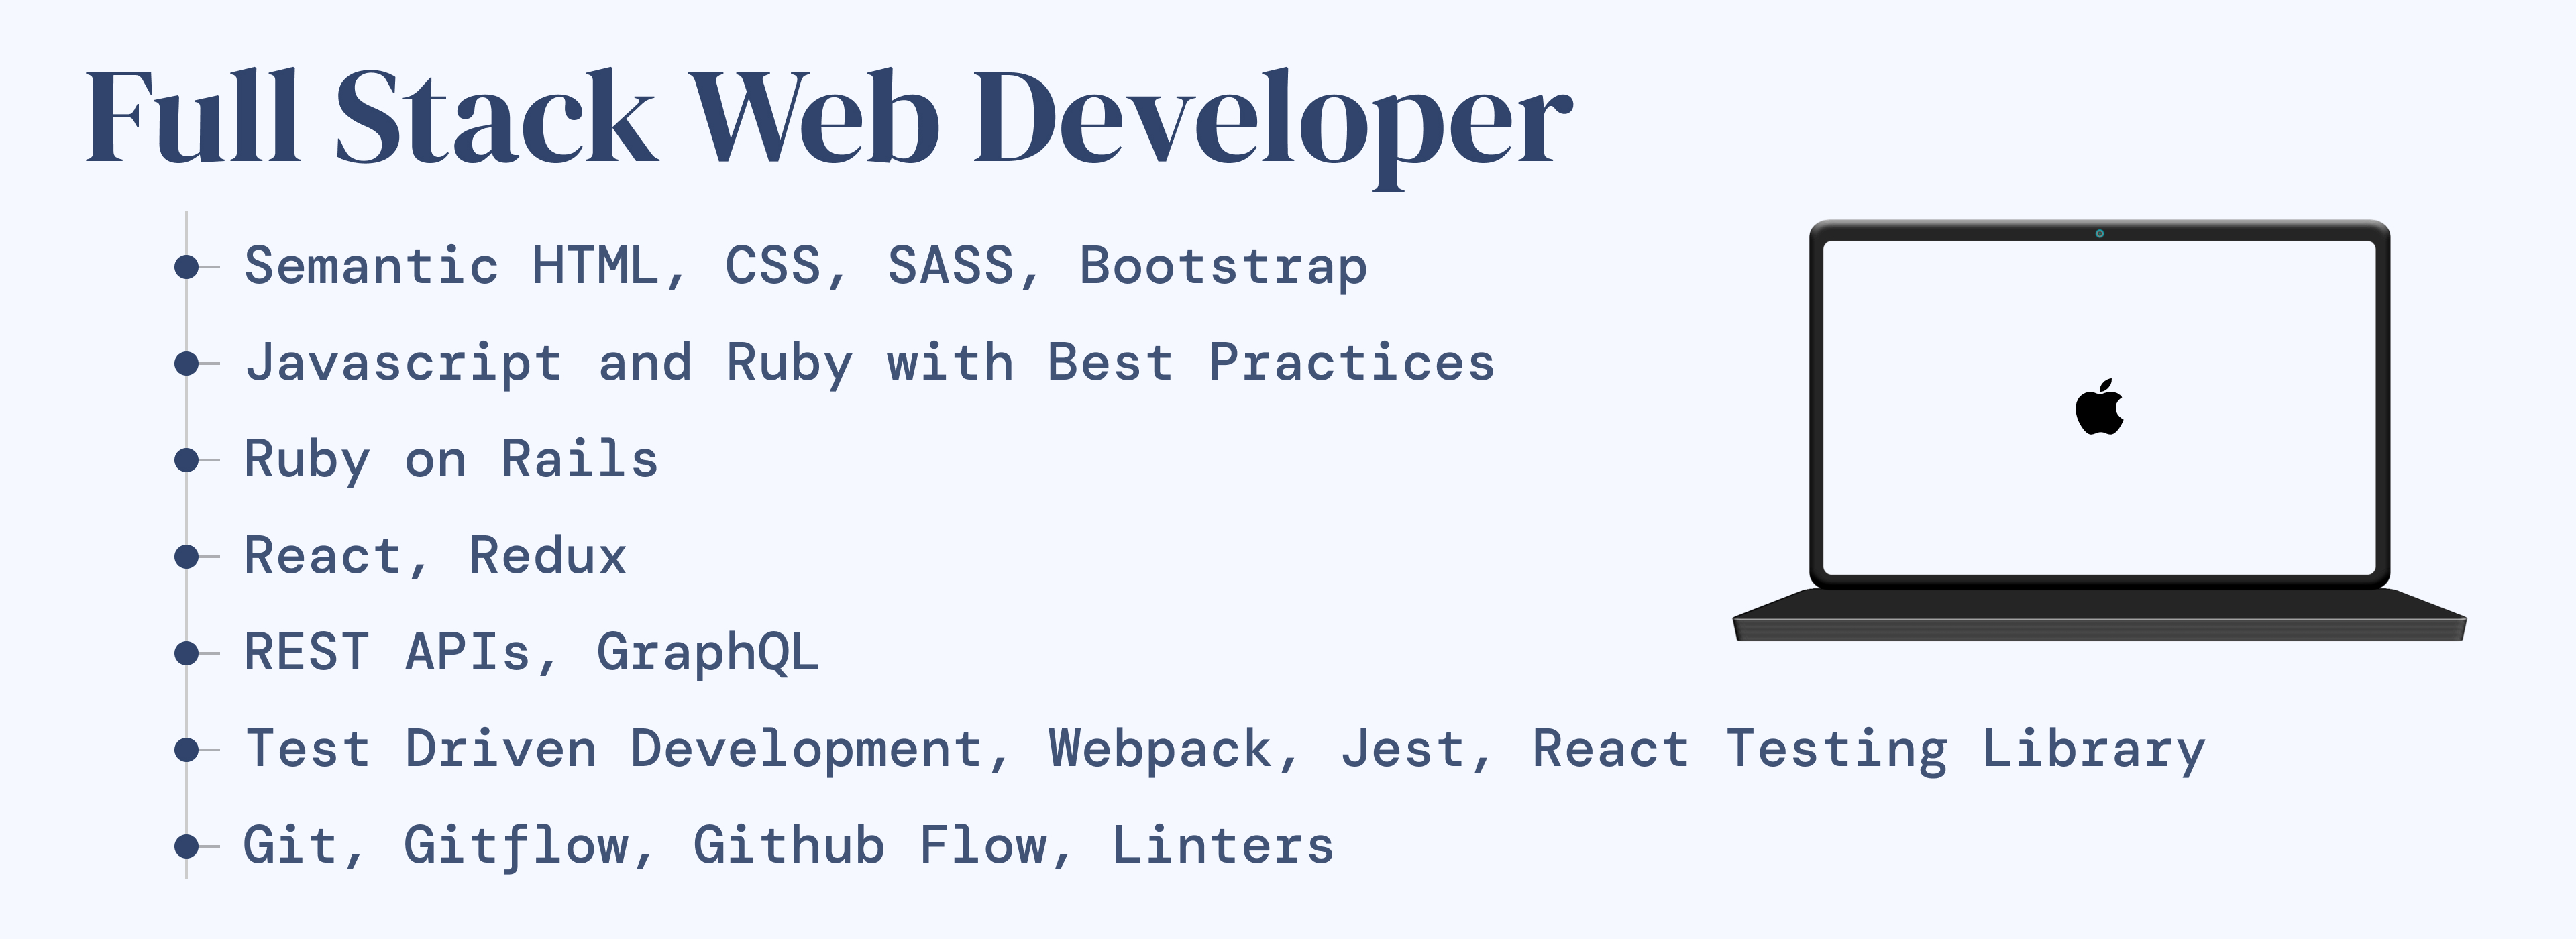 Full Stack Web Developer
Semantic HTML, CSS, SASS, Bootstrap
Javascript and Ruby with Best Practices
Ruby on Rails
React, Redux
REST APIs, GraphQL
Test Driven Development, Webpack, Jest, React Testing Library
Git, Gitflow, Github Flow, Linters